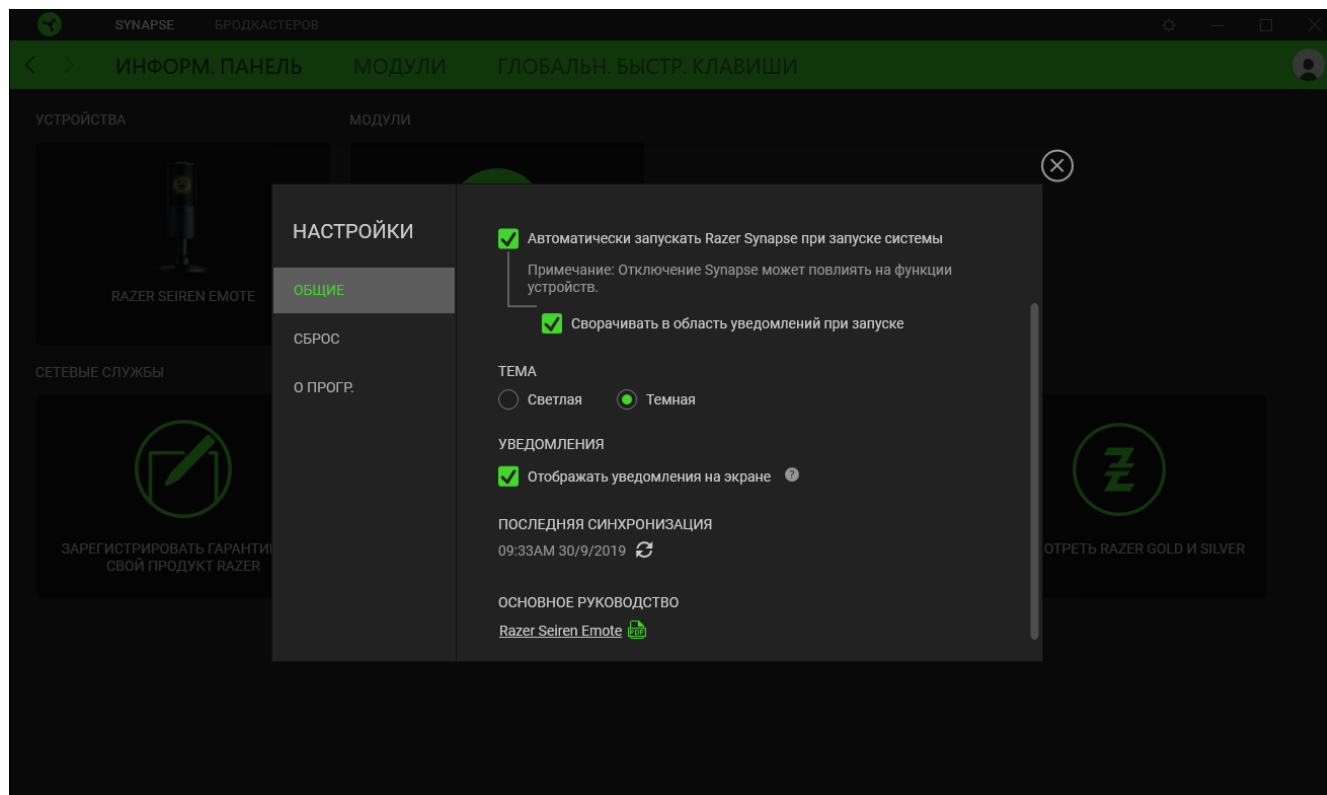 SYNAPSE БРОДКАСТЕРОВ
ИНФОРМ. ПАНЕЛЬ МОДУЛИ ГЛОБАЛЬН. БЫСТР. КЛАВИШИ
УСТРОЙСТВА МОДУЛИ
RAZER SEIREN EMOTE
СЕТЕВЫЕ СЛУЖБЫ
ЗАРЕГИСТРИРОВАТЬ ГАРАНТИ
СВОЙ ПРОДУКТ RAZER
ОТРЕТЬ RAZER GOLD И SILVER
НАСТРОЙКИ
ОБЩИЕ
СБРОС
О ПРОГР.
Автоматически запускать Razer Synapse при запуске системы
Примечание: Отключение Synapse может повлиять на функции
устройств.
Сворачивать в область уведомлений при запуске
ТЕМА
Светлая Темная
УВЕДОМЛЕНИЯ
Отображать уведомления на экране ?
ПОСЛЕДНЯЯ СИНХРОНИЗАЦИЯ
09:33AM 30/9/2019
ОСНОВНОЕ РУКОВОДСТВО
Razer Seiren Emote PDF